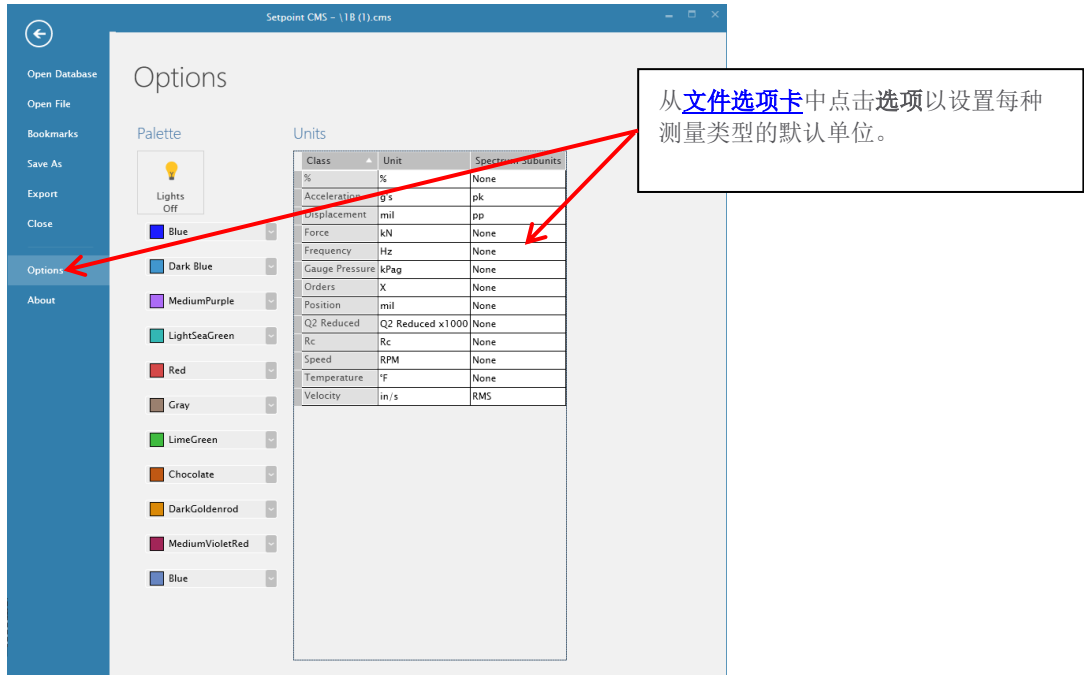 Setpoint CMS - \1B (1).cms
Open Database
Open File
Bookmarks
Save As
Export
Close
Options
About
Options
Palette
Lights
Off
Blue
Dark Blue
MediumPurple
LightSeaGreen
Red
Gray
LimeGreen
Chocolate
DarkGoldenrod
MediumVioletRed
Blue
Units
Class Unit Spectrum Subunits
% % None
Acceleration g's pk
Displacement mil pp
Force kN None
Frequency Hz None
Gauge Pressure kPag None
Orders X None
Position mil None
Q2 Reduced Q2 Reduced x1000 None
Rc Rc None
Speed RPM None
Temperature °F None
Velocity in/s RMS
从文件选项卡中点击选项以设置每种
测量类型的默认单位。